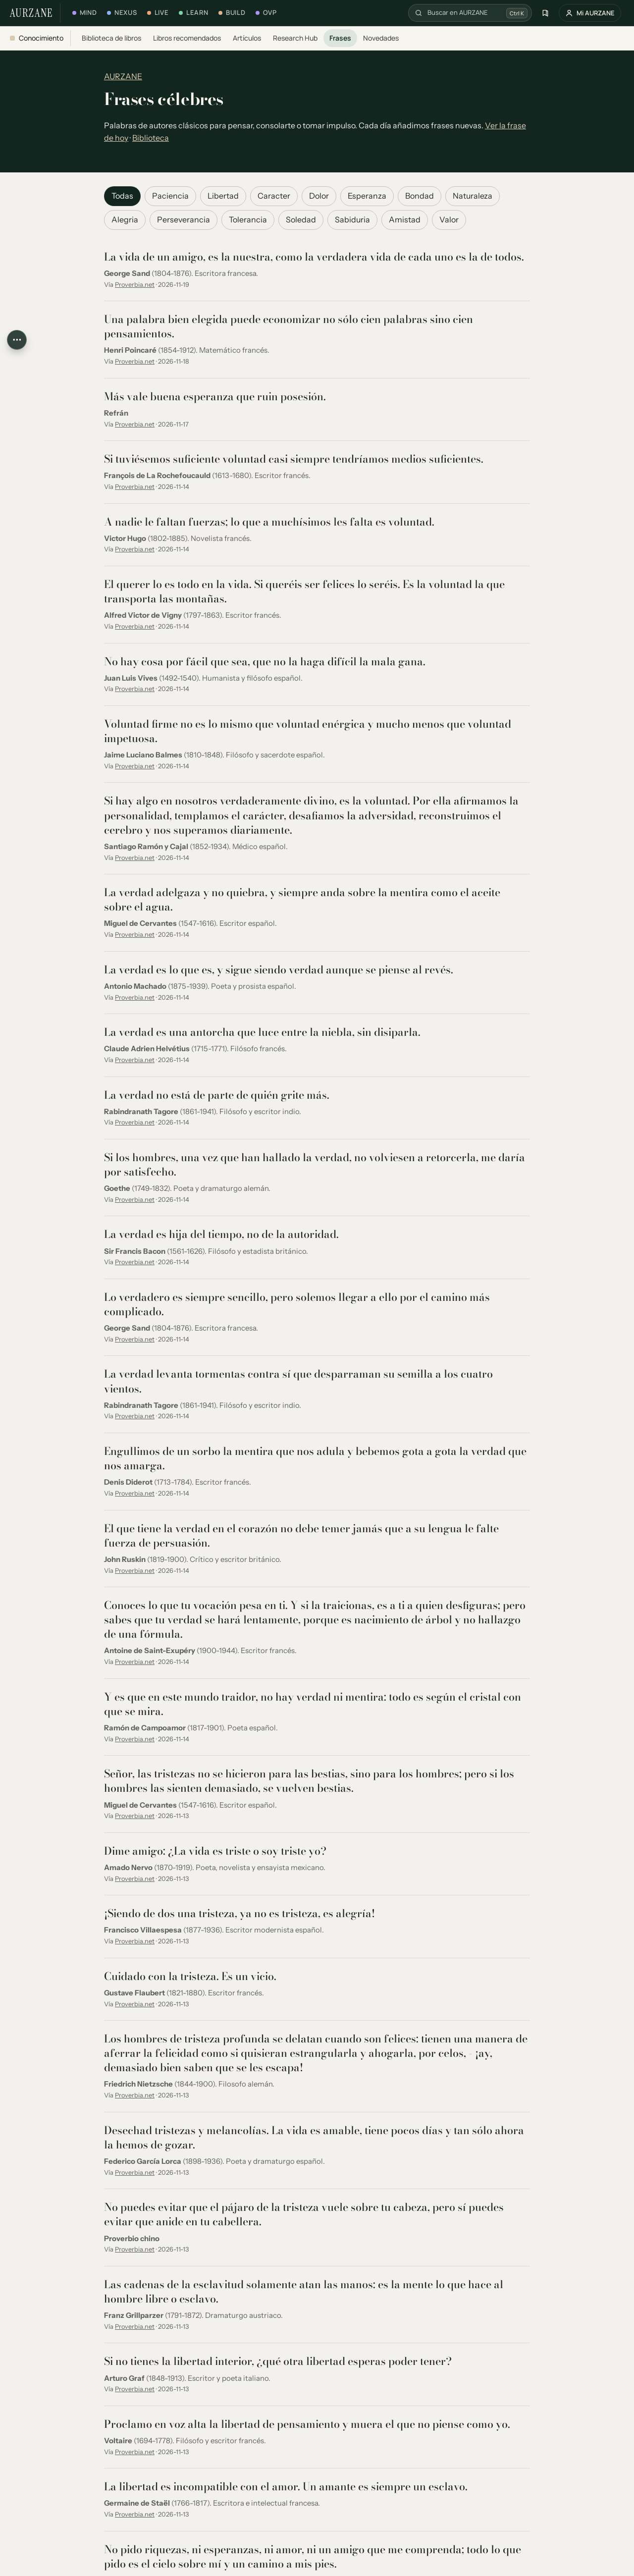 AURZANE
MIND NEXUS LIVE LEARN BUILD OVP
Buscar en AURZANE Ctrl K
Mi AURZANE
Conocimiento Biblioteca de libros Libros recomendados Artículos Research Hub Frases Novedades
AURZANE
Frases célebres
Palabras de autores clásicos para pensar, consolarte o tomar impulso. Cada día añadimos frases nuevas. Ver la frase
de hoy · Biblioteca
Todas Paciencia Libertad Caracter Dolor Esperanza Bondad Naturaleza
Alegria Perseverancia Tolerancia Soledad Sabiduria Amistad Valor
La vida de un amigo, es la nuestra, como la verdadera vida de cada uno es la de todos.
George Sand (1804-1876). Escritora francesa.
Vía Proverbia.net · 2026-11-19
Una palabra bien elegida puede economizar no sólo cien palabras sino cien
pensamientos.
Henri Poincaré (1854-1912). Matemático francés.
Vía Proverbia.net · 2026-11-18
Más vale buena esperanza que ruin posesión.
Refrán
Vía Proverbia.net · 2026-11-17
Si tuviésemos suficiente voluntad casi siempre tendríamos medios suficientes.
François de La Rochefoucauld (1613-1680). Escritor francés.
Vía Proverbia.net · 2026-11-14
A nadie le faltan fuerzas; lo que a muchísimos les falta es voluntad.
Victor Hugo (1802-1885). Novelista francés.
Vía Proverbia.net · 2026-11-14
El querer lo es todo en la vida. Si queréis ser felices lo seréis. Es la voluntad la que
transporta las montañas.
Alfred Victor de Vigny (1797-1863). Escritor francés.
Vía Proverbia.net · 2026-11-14
No hay cosa por fácil que sea, que no la haga difícil la mala gana.
Juan Luis Vives (1492-1540). Humanista y filósofo español.
Vía Proverbia.net · 2026-11-14
Voluntad firme no es lo mismo que voluntad enérgica y mucho menos que voluntad
impetuosa.
Jaime Luciano Balmes (1810-1848). Filósofo y sacerdote español.
Vía Proverbia.net · 2026-11-14
Si hay algo en nosotros verdaderamente divino, es la voluntad. Por ella afirmamos la
personalidad, templamos el carácter, desafiamos la adversidad, reconstruimos el
cerebro y nos superamos diariamente.
Santiago Ramón y Cajal (1852-1934). Médico español.
Vía Proverbia.net · 2026-11-14
La verdad adelgaza y no quiebra, y siempre anda sobre la mentira como el aceite
sobre el agua.
Miguel de Cervantes (1547-1616). Escritor español.
Vía Proverbia.net · 2026-11-14
La verdad es lo que es, y sigue siendo verdad aunque se piense al revés.
Antonio Machado (1875-1939). Poeta y prosista español.
Vía Proverbia.net · 2026-11-14
La verdad es una antorcha que luce entre la niebla, sin disiparla.
Claude Adrien Helvétius (1715-1771). Filósofo francés.
Vía Proverbia.net · 2026-11-14
La verdad no está de parte de quién grite más.
Rabindranath Tagore (1861-1941). Filósofo y escritor indio.
Vía Proverbia.net · 2026-11-14
Si los hombres, una vez que han hallado la verdad, no volviesen a retorcerla, me daría
por satisfecho.
Goethe (1749-1832). Poeta y dramaturgo alemán.
Vía Proverbia.net · 2026-11-14
La verdad es hija del tiempo, no de la autoridad.
Sir Francis Bacon (1561-1626). Filósofo y estadista británico.
Vía Proverbia.net · 2026-11-14
Lo verdadero es siempre sencillo, pero solemos llegar a ello por el camino más
complicado.
George Sand (1804-1876). Escritora francesa.
Vía Proverbia.net · 2026-11-14
La verdad levanta tormentas contra sí que desparraman su semilla a los cuatro
vientos.
Rabindranath Tagore (1861-1941). Filósofo y escritor indio.
Vía Proverbia.net · 2026-11-14
Engullimos de un sorbo la mentira que nos adula y bebemos gota a gota la verdad que
nos amarga.
Denis Diderot (1713-1784). Escritor francés.
Vía Proverbia.net · 2026-11-14
El que tiene la verdad en el corazón no debe temer jamás que a su lengua le falte
fuerza de persuasión.
John Ruskin (1819-1900). Crítico y escritor británico.
Vía Proverbia.net · 2026-11-14
Conoces lo que tu vocación pesa en ti. Y si la traicionas, es a ti a quien desfiguras; pero
sabes que tu verdad se hará lentamente, porque es nacimiento de árbol y no hallazgo
de una fórmula.
Antoine de Saint-Exupéry (1900-1944). Escritor francés.
Vía Proverbia.net · 2026-11-14
Y es que en este mundo traidor, no hay verdad ni mentira: todo es según el cristal con
que se mira.
Ramón de Campoamor (1817-1901). Poeta español.
Vía Proverbia.net · 2026-11-14
Señor, las tristezas no se hicieron para las bestias, sino para los hombres; pero si los
hombres las sienten demasiado, se vuelven bestias.
Miguel de Cervantes (1547-1616). Escritor español.
Vía Proverbia.net · 2026-11-13
Dime amigo: ¿La vida es triste o soy triste yo?
Amado Nervo (1870-1919). Poeta, novelista y ensayista mexicano.
Vía Proverbia.net · 2026-11-13
¡Siendo de dos una tristeza, ya no es tristeza, es alegría!
Francisco Villaespesa (1877-1936). Escritor modernista español.
Vía Proverbia.net · 2026-11-13
Cuidado con la tristeza. Es un vicio.
Gustave Flaubert (1821-1880). Escritor francés.
Vía Proverbia.net · 2026-11-13
Los hombres de tristeza profunda se delatan cuando son felices: tienen una manera de
aferrar la felicidad como si quisieran estrangularla y ahogarla, por celos, - ¡ay,
demasiado bien saben que se les escapa!
Friedrich Nietzsche (1844-1900). Filosofo alemán.
Vía Proverbia.net · 2026-11-13
Desechad tristezas y melancolías. La vida es amable, tiene pocos días y tan sólo ahora
la hemos de gozar.
Federico García Lorca (1898-1936). Poeta y dramaturgo español.
Vía Proverbia.net · 2026-11-13
No puedes evitar que el pájaro de la tristeza vuele sobre tu cabeza, pero sí puedes
evitar que anide en tu cabellera.
Proverbio chino
Vía Proverbia.net · 2026-11-13
Las cadenas de la esclavitud solamente atan las manos: es la mente lo que hace al
hombre libre o esclavo.
Franz Grillparzer (1791-1872). Dramaturgo austriaco.
Vía Proverbia.net · 2026-11-13
Si no tienes la libertad interior, ¿qué otra libertad esperas poder tener?
Arturo Graf (1848-1913). Escritor y poeta italiano.
Vía Proverbia.net · 2026-11-13
Proclamo en voz alta la libertad de pensamiento y muera el que no piense como yo.
Voltaire (1694-1778). Filósofo y escritor francés.
Vía Proverbia.net · 2026-11-13
La libertad es incompatible con el amor. Un amante es siempre un esclavo.
Germaine de Staël (1766-1817). Escritora e intelectual francesa.
Vía Proverbia.net · 2026-11-13
No pido riquezas, ni esperanzas, ni amor, ni un amigo que me comprenda; todo lo que
pido es el cielo sobre mí y un camino a mis pies.